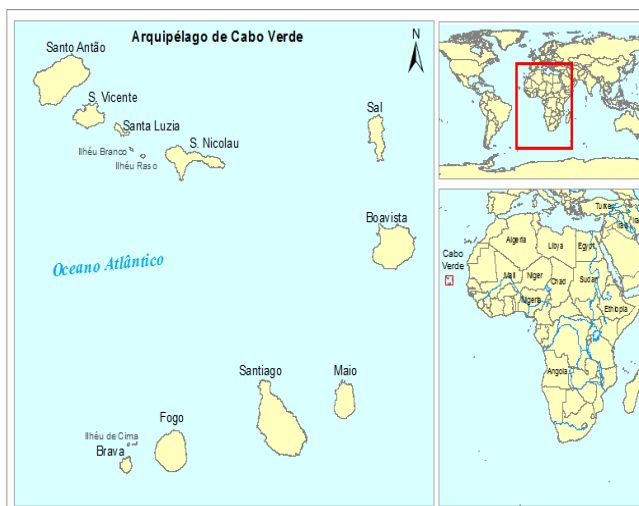 Arquipélago de Cabo Verde
N
Santo Antão
S. Vicente
Santa Luzia
Ilhéu Branco
Ilhéu Raso
S. Nicolau
Sal
Boavista
Oceano Atlântico
Santiago
Maio
Fogo
Ilhéu de Cima
Brava
Cabo
Verde
Algeria
Libya
Egypt
Mali
Niger
Chad
Sudan
Nigeria
Ethiopia
Angola